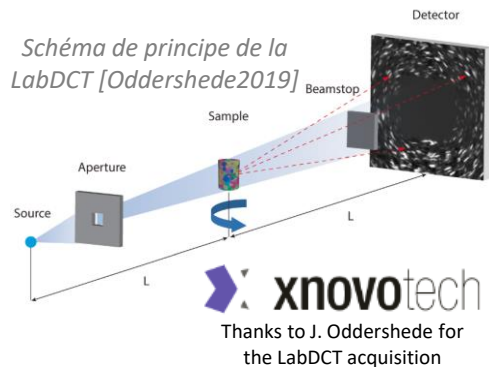 Detector
Schéma de principe de la
LabDCT [Oddershede2019]
Beamstop
Sample
Aperture
Source
L
L
xnovotech
Thanks to J. Oddershede for
the LabDCT acquisition